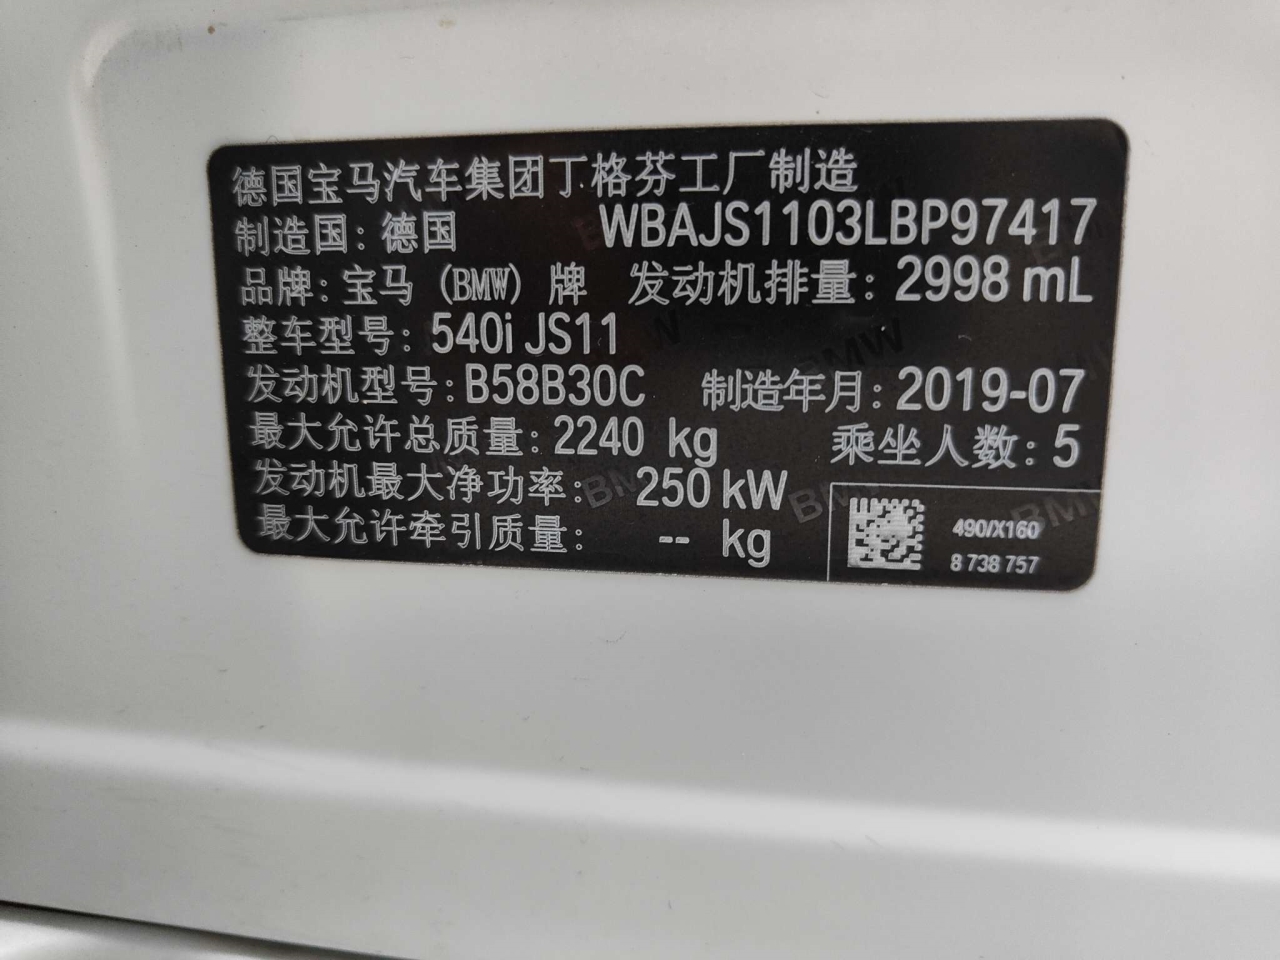 德国宝马汽车集团丁格芬工厂制造
制造国: 德国 WBAJS1103LBP97417
品牌: 宝马 (BMW) 牌 发动机排量: 2998 mL
整车型号: 540i JS11
发动机型号: B58B30C 制造年月: 2019-07
最大允许总质量: 2240 kg 乘坐人数: 5
发动机最大净功率: 250 kW
最大允许牵引质量: -- kg
490/X160
8 738 757